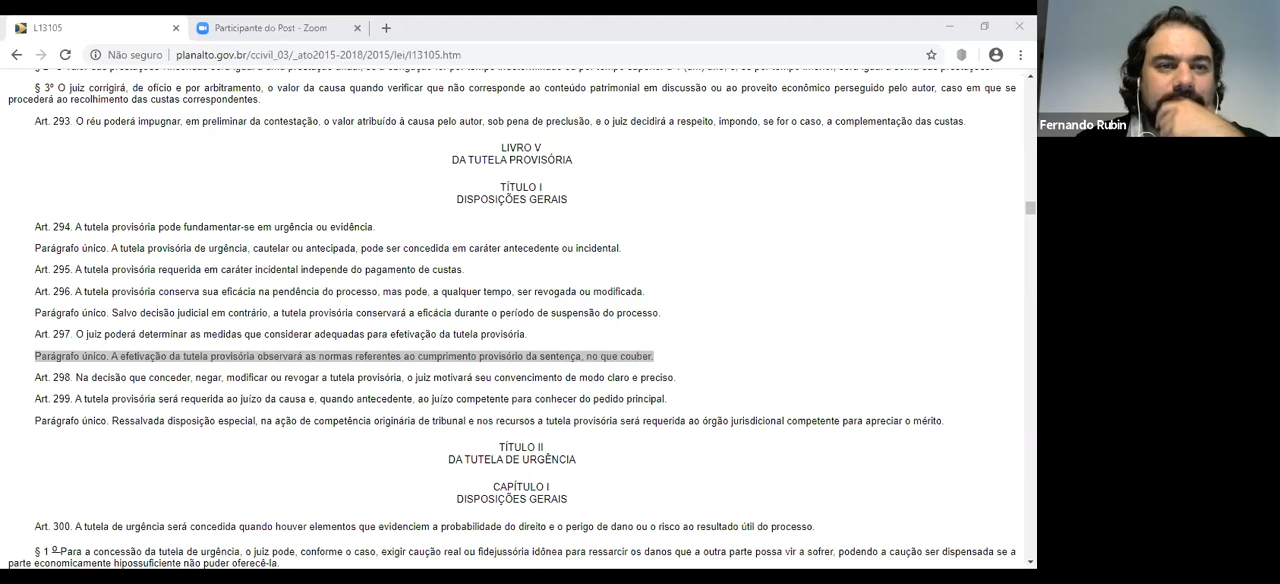 L13105
Participante do Post - Zoom
Não seguro
planalto.gov.br/ccivil_03/_ato2015-2018/2015/lei/l13105.htm
§ 3º O juiz corrigirá, de ofício e por arbitramento, o valor da causa quando verificar que não corresponde ao conteúdo patrimonial em discussão ou ao proveito econômico perseguido pelo autor, caso em que se
procederá ao recolhimento das custas correspondentes.
Art. 293. O réu poderá impugnar, em preliminar da contestação, o valor atribuído à causa pelo autor, sob pena de preclusão, e o juiz decidirá a respeito, impondo, se for o caso, a complementação das custas.
LIVRO V
DA TUTELA PROVISÓRIA
TÍTULO I
DISPOSIÇÕES GERAIS
Art. 294. A tutela provisória pode fundamentar-se em urgência ou evidência.
Parágrafo único. A tutela provisória de urgência, cautelar ou antecipada, pode ser concedida em caráter antecedente ou incidental.
Art. 295. A tutela provisória requerida em caráter incidental independe do pagamento de custas.
Art. 296. A tutela provisória conserva sua eficácia na pendência do processo, mas pode, a qualquer tempo, ser revogada ou modificada.
Parágrafo único. Salvo decisão judicial em contrário, a tutela provisória conservará a eficácia durante o período de suspensão do processo.
Art. 297. O juiz poderá determinar as medidas que considerar adequadas para efetivação da tutela provisória.
Parágrafo único. A efetivação da tutela provisória observará as normas referentes ao cumprimento provisório da sentença, no que couber.
Art. 298. Na decisão que conceder, negar, modificar ou revogar a tutela provisória, o juiz motivará seu convencimento de modo claro e preciso.
Art. 299. A tutela provisória será requerida ao juízo da causa e, quando antecedente, ao juízo competente para conhecer do pedido principal.
Parágrafo único. Ressalvada disposição especial, na ação de competência originária de tribunal e nos recursos a tutela provisória será requerida ao órgão jurisdicional competente para apreciar o mérito.
TÍTULO II
DA TUTELA DE URGÊNCIA
CAPÍTULO I
DISPOSIÇÕES GERAIS
Art. 300. A tutela de urgência será concedida quando houver elementos que evidenciem a probabilidade do direito e o perigo de dano ou o risco ao resultado útil do processo.
§ 1 º Para a concessão da tutela de urgência, o juiz pode, conforme o caso, exigir caução real ou fidejussória idônea para ressarcir os danos que a outra parte possa vir a sofrer, podendo a caução ser dispensada se a
parte economicamente hipossuficiente não puder oferecê-la.
Fernando Rubin